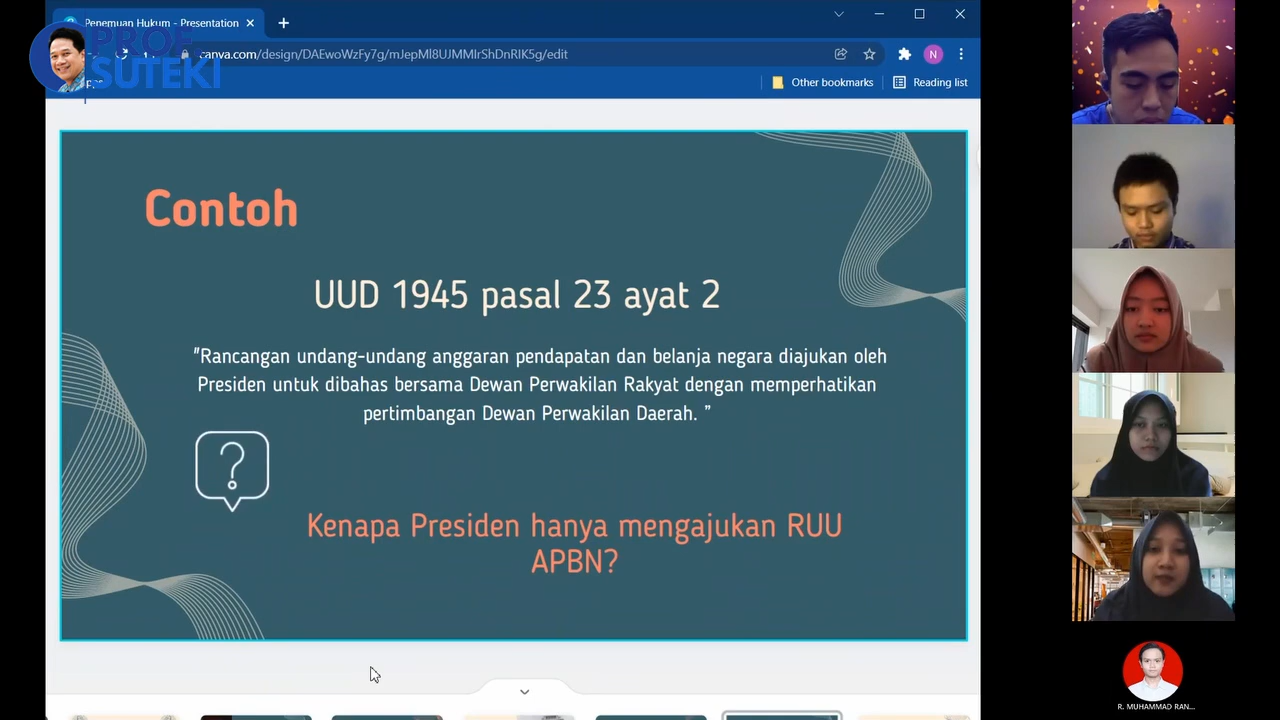 Penemuan Hukum - Presentation
PROF
SUTEKI
canva.com/design/DAEwoWzFy7g/mJepMl8UJMMIrShDnRIK5g/edit
N
Other bookmarks
Reading list
Contoh
UUD 1945 pasal 23 ayat 2
"Rancangan undang-undang anggaran pendapatan dan belanja negara diajukan oleh
Presiden untuk dibahas bersama Dewan Perwakilan Rakyat dengan memperhatikan
pertimbangan Dewan Perwakilan Daerah. ”
?
Kenapa Presiden hanya mengajukan RUU
APBN?
R. MUHAMMAD RAN...